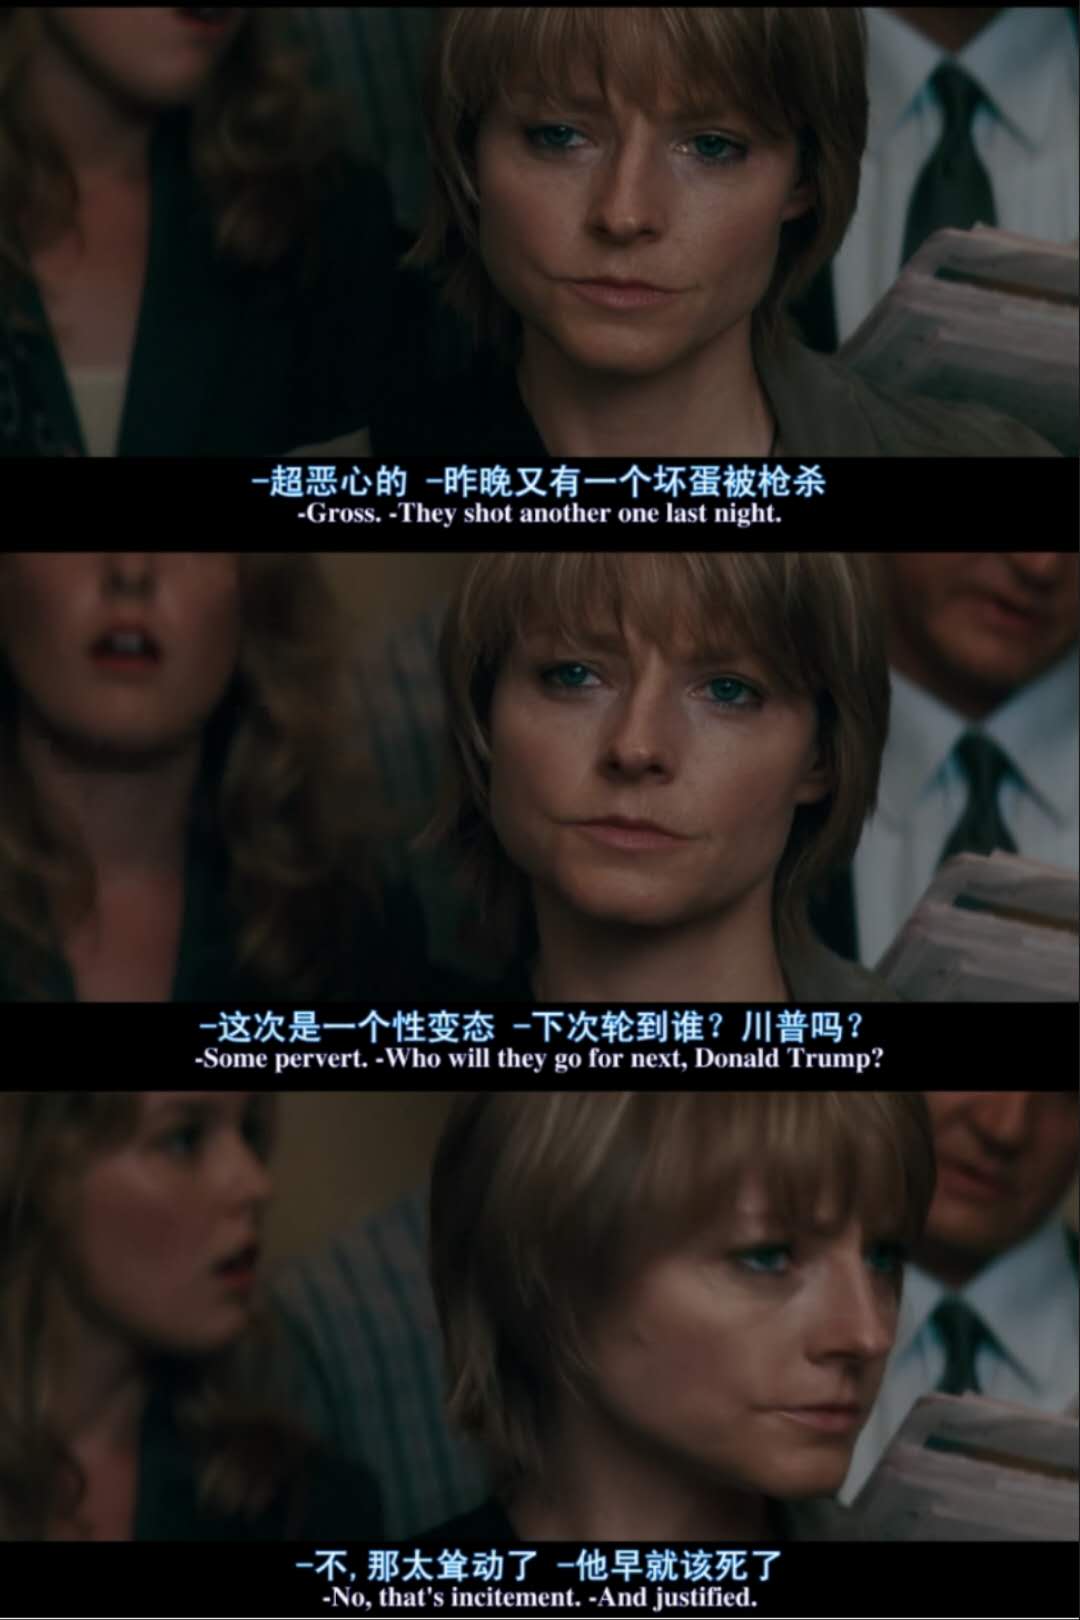 -超恶心的 -昨晚又有一个坏蛋被枪杀
-Gross. -They shot another one last night.
-这次是一个性变态 -下次轮到谁？川普吗？
-Some pervert. -Who will they go for next, Donald Trump?
-不,那太耸动了 -他早就该死了
-No, that's incitement. -And justified.